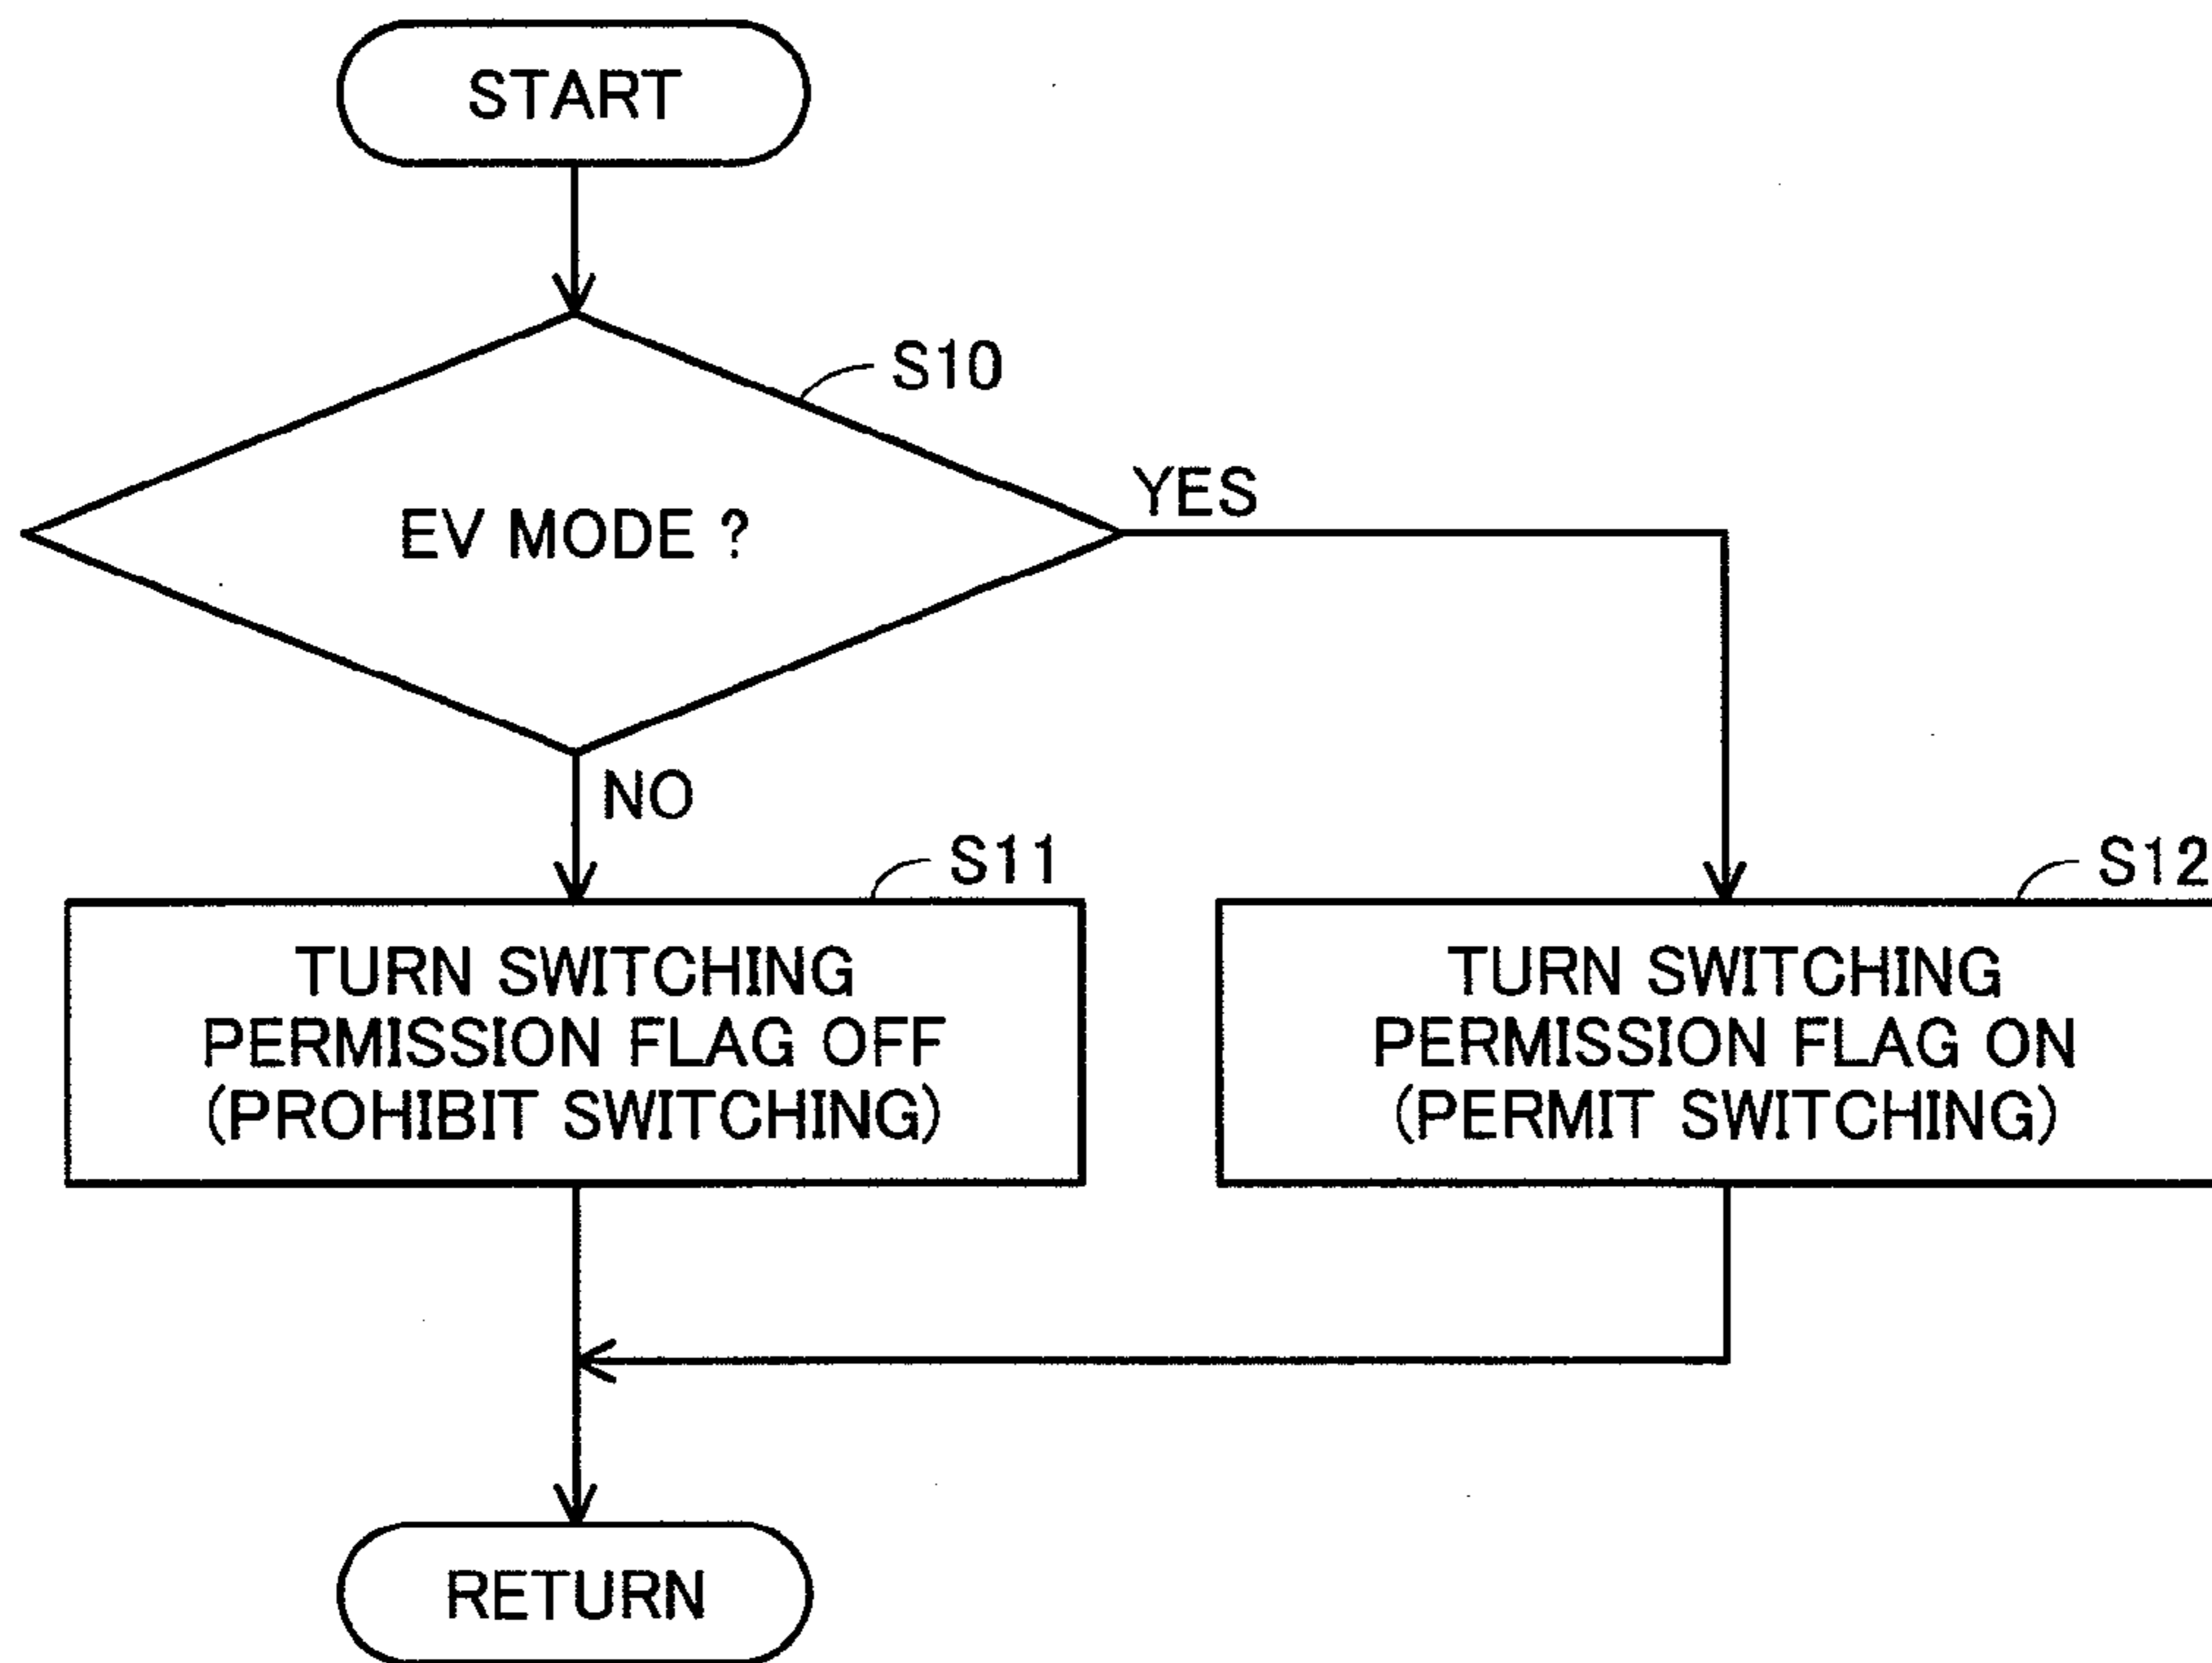 START
S10
EV MODE ?
YES
NO
S11
TURN SWITCHING
PERMISSION FLAG OFF
(PROHIBIT SWITCHING)
S12
TURN SWITCHING
PERMISSION FLAG ON
(PERMIT SWITCHING)
RETURN